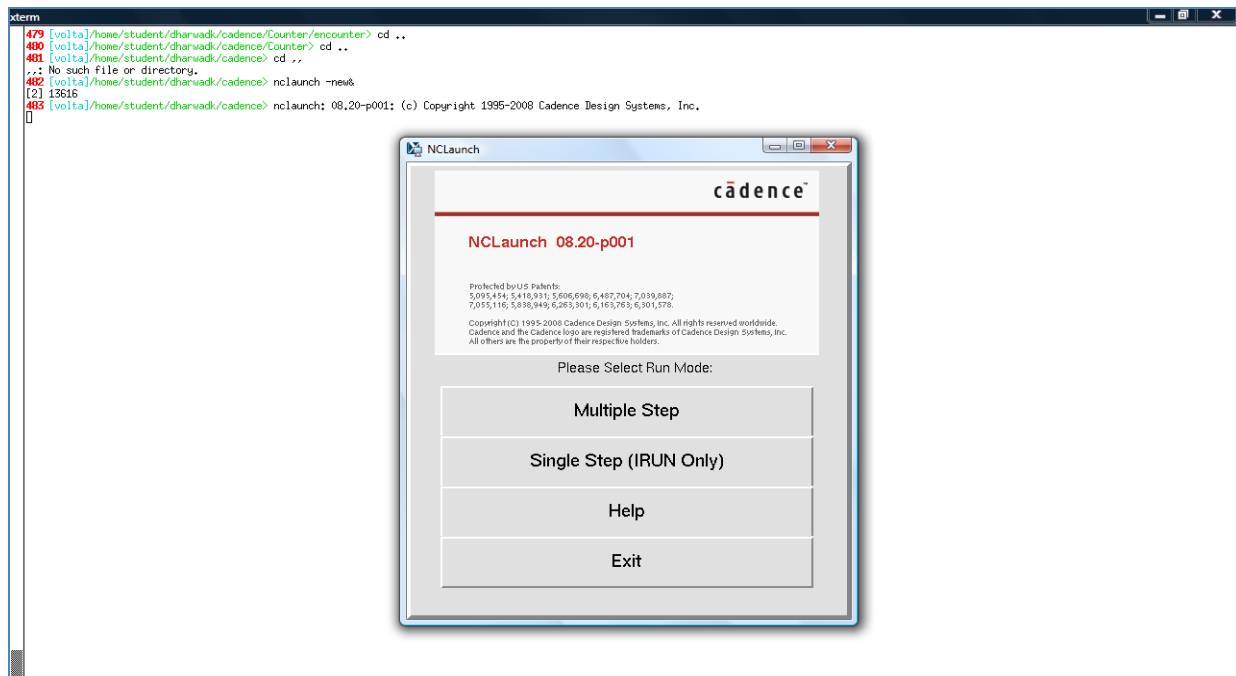 xterm
479 [volta]/home/student/dharwadk/cadence/Counter/encounter> cd ..
480 [volta]/home/student/dharwadk/cadence/Counter> cd ..
481 [volta]/home/student/dharwadk/cadence> cd ,,
,,: No such file or directory.
482 [volta]/home/student/dharwadk/cadence> nclaunch -new&
[2] 13616
483 [volta]/home/student/dharwadk/cadence> nclaunch: 08.20-p001: (c) Copyright 1995-2008 Cadence Design Systems, Inc.
NCLaunch
cādence™
NCLaunch 08.20-p001
Protected by US Patents:
5,095,454; 5,418,931; 5,606,698; 6,487,704; 7,039,887;
7,055,116; 5,838,949; 6,263,301; 6,163,763; 6,301,578.
Copyright (C) 1995-2008 Cadence Design Systems, Inc. All rights reserved worldwide.
Cadence and the Cadence logo are registered trademarks of Cadence Design Systems, Inc.
All others are the property of their respective holders.
Please Select Run Mode:
Multiple Step
Single Step (IRUN Only)
Help
Exit